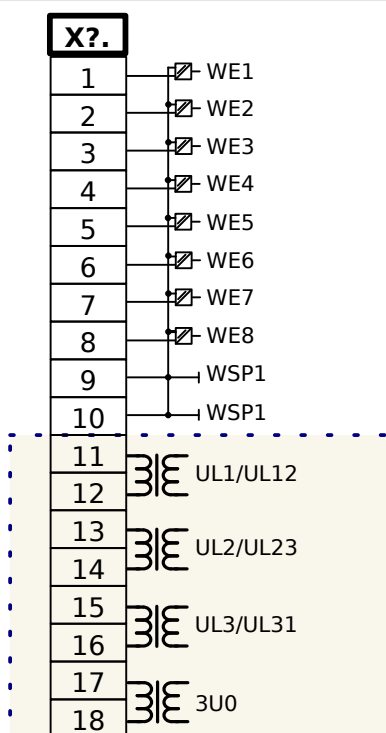 X?.
1 WE1
2 WE2
3 WE3
4 WE4
5 WE5
6 WE6
7 WE7
8 WE8
9 WSP1
10 WSP1
11
UL1/UL12
12
13
UL2/UL23
14
15
UL3/UL31
16
17
3U0
18